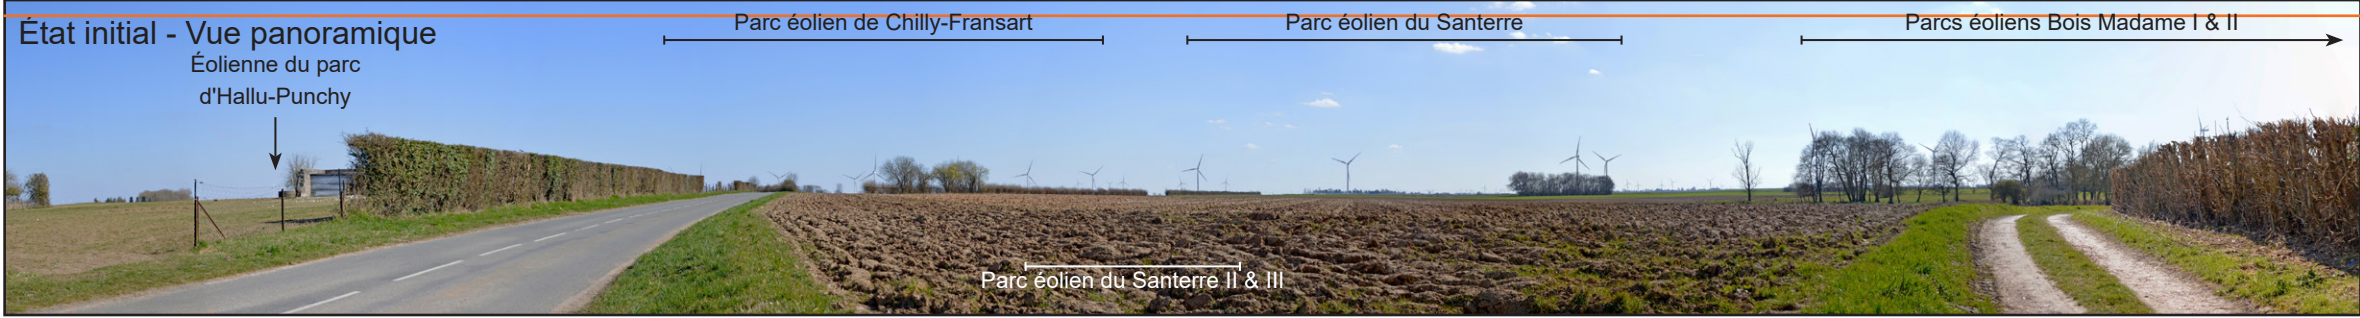 État initial - Vue panoramique
Éolienne du parc
d'Hallu-Punchy
Parc éolien de Chilly-Fransart
Parc éolien du Santerre
Parcs éoliens Bois Madame I & II
Parc éolien du Santerre II & III